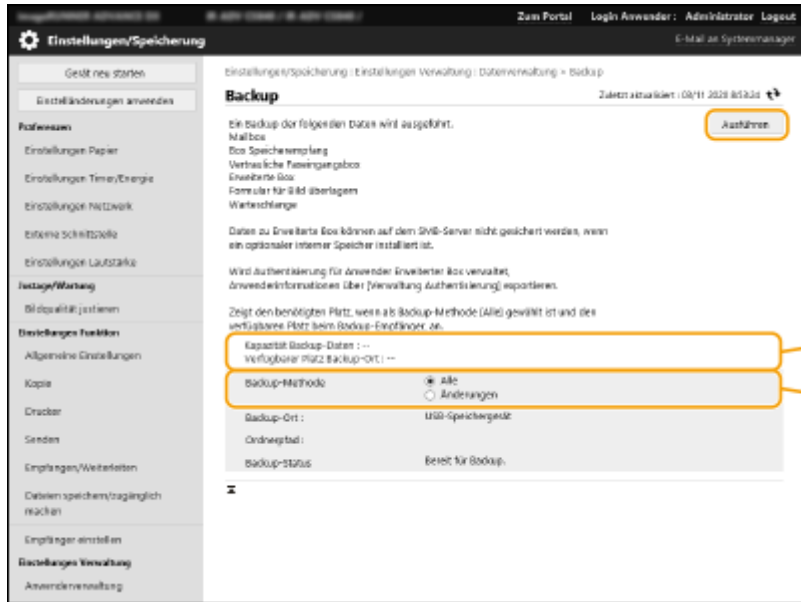 Zum Portal Login Anwender: Administrator Logout
Einstellungen/Speicherung
E-Mail an Systemmanager
Gerät neu starten
Einstelländerungen anwenden
Präferenzen
Einstellungen Papier
Einstellungen Timer/Energie
Einstellungen Netzwerk
Externe Schnittstelle
Einstellungen Lautstärke
Justage/Wartung
Bildqualität justieren
Einstellungen Funktion
Allgemeine Einstellungen
Kopie
Drucker
Senden
Empfangen/Weiterleiten
Dateien speichern/zugänglich
machen
Empfänger einstellen
Einstellungen Verwaltung
Anwenderverwaltung
Einstellungen/Speicherung : Einstellungen Verwaltung : Datenverwaltung > Backup
Backup
Zuletzt aktualisiert :
Ausführen
Ein Backup der folgenden Daten wird ausgeführt.
Mailbox
Box Speicherempfang
Vertrauliche Faxeingangsbox
Erweiterte Box
Formular für Bild überlagern
Warteschlange
Daten zu Erweiterte Box können auf dem SMB-Server nicht gesichert werden, wenn
ein optionaler interner Speicher installiert ist.
Wird Authentisierung für Anwender Erweiterter Box verwaltet,
Anwenderinformationen über [Verwaltung Authentisierung] exportieren.
Zeigt den benötigten Platz, wenn als Backup-Methode [Alle] gewählt ist und den
verfügbaren Platz beim Backup-Empfänger an.
Kapazität Backup-Daten : --
Verfügbarer Platz Backup-Ort : --
Backup-Methode
Alle
Änderungen
Backup-Ort :
USB-Speichergerät
Ordnerpfad :
Backup-Status
Bereit für Backup.